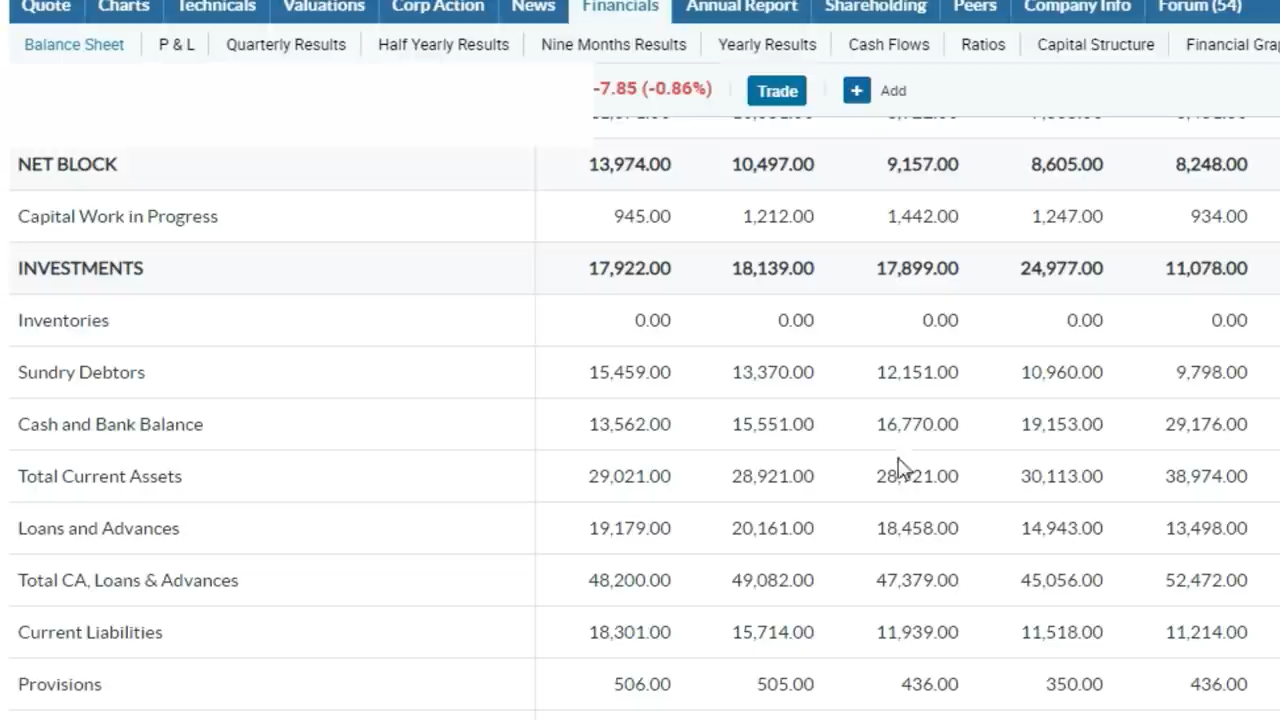 Quote Charts Technicals Valuations Corp Action News Financials Annual Report Shareholding Peers Company Info Forum (54)
Balance Sheet P & L Quarterly Results Half Yearly Results Nine Months Results Yearly Results Cash Flows Ratios Capital Structure Financial Gra
-7.85 (-0.86%) Trade + Add
NET BLOCK 13,974.00 10,497.00 9,157.00 8,605.00 8,248.00
Capital Work in Progress 945.00 1,212.00 1,442.00 1,247.00 934.00
INVESTMENTS 17,922.00 18,139.00 17,899.00 24,977.00 11,078.00
Inventories 0.00 0.00 0.00 0.00 0.00
Sundry Debtors 15,459.00 13,370.00 12,151.00 10,960.00 9,798.00
Cash and Bank Balance 13,562.00 15,551.00 16,770.00 19,153.00 29,176.00
Total Current Assets 29,021.00 28,921.00 28,921.00 30,113.00 38,974.00
Loans and Advances 19,179.00 20,161.00 18,458.00 14,943.00 13,498.00
Total CA, Loans & Advances 48,200.00 49,082.00 47,379.00 45,056.00 52,472.00
Current Liabilities 18,301.00 15,714.00 11,939.00 11,518.00 11,214.00
Provisions 506.00 505.00 436.00 350.00 436.00